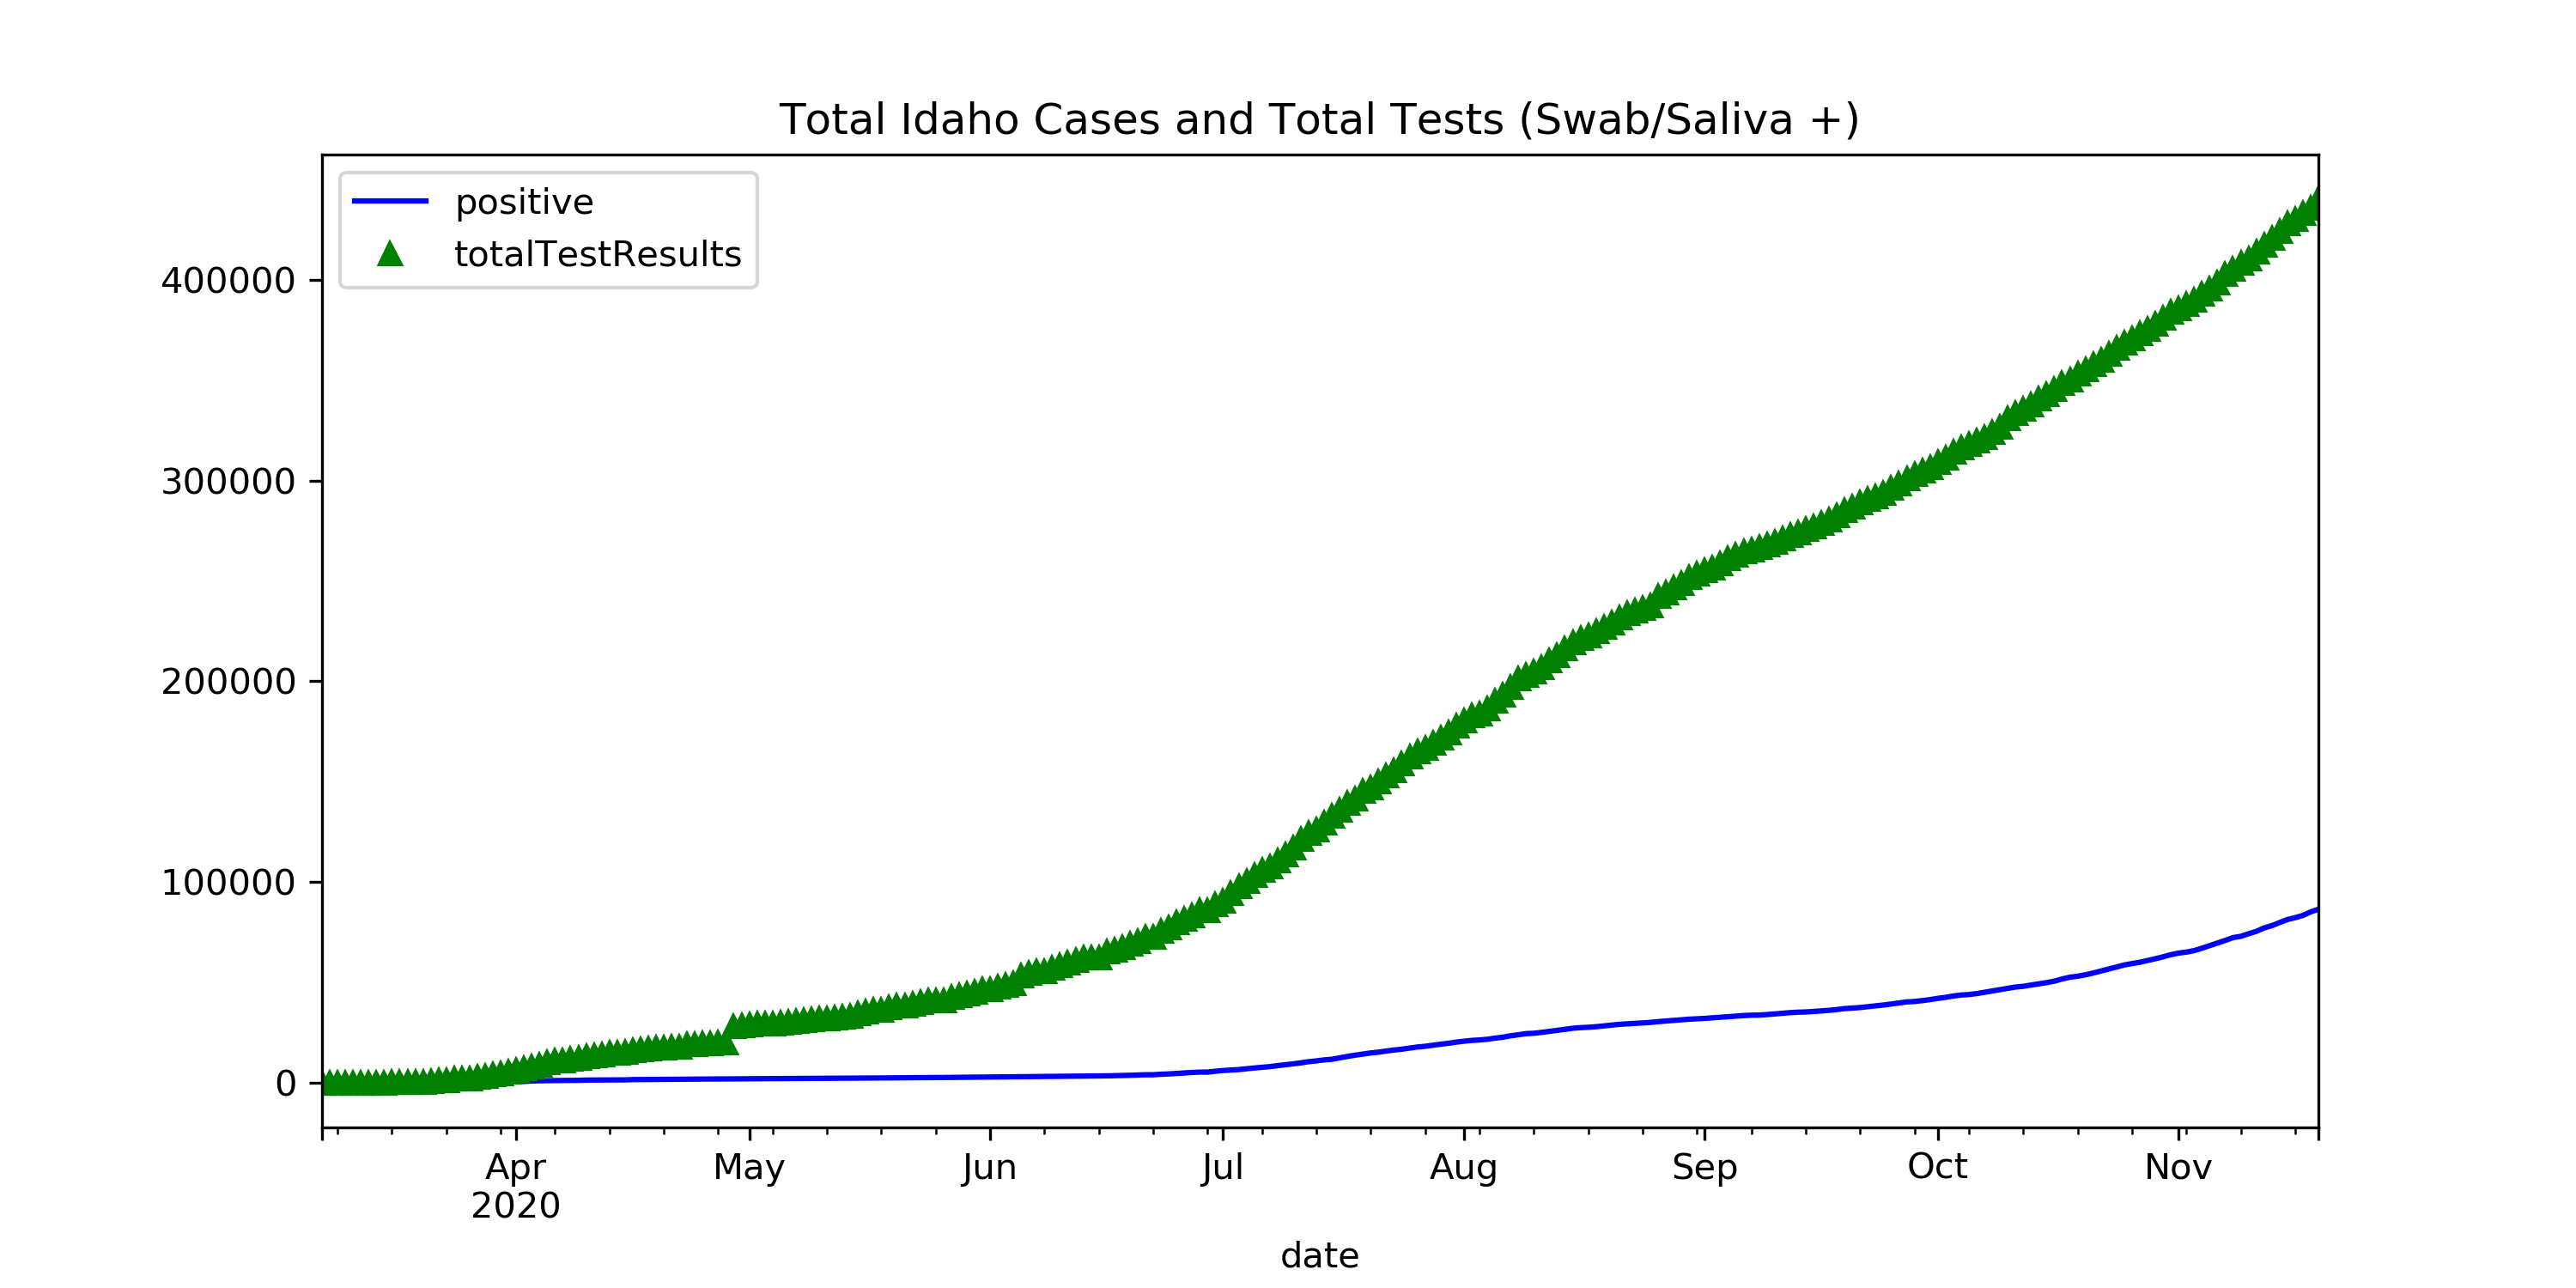 Total Idaho Cases and Total Tests (Swab/Saliva +)
positive
totalTestResults
400000
300000
200000
100000
0
Apr May Jun Jul Aug Sep Oct Nov
2020
date